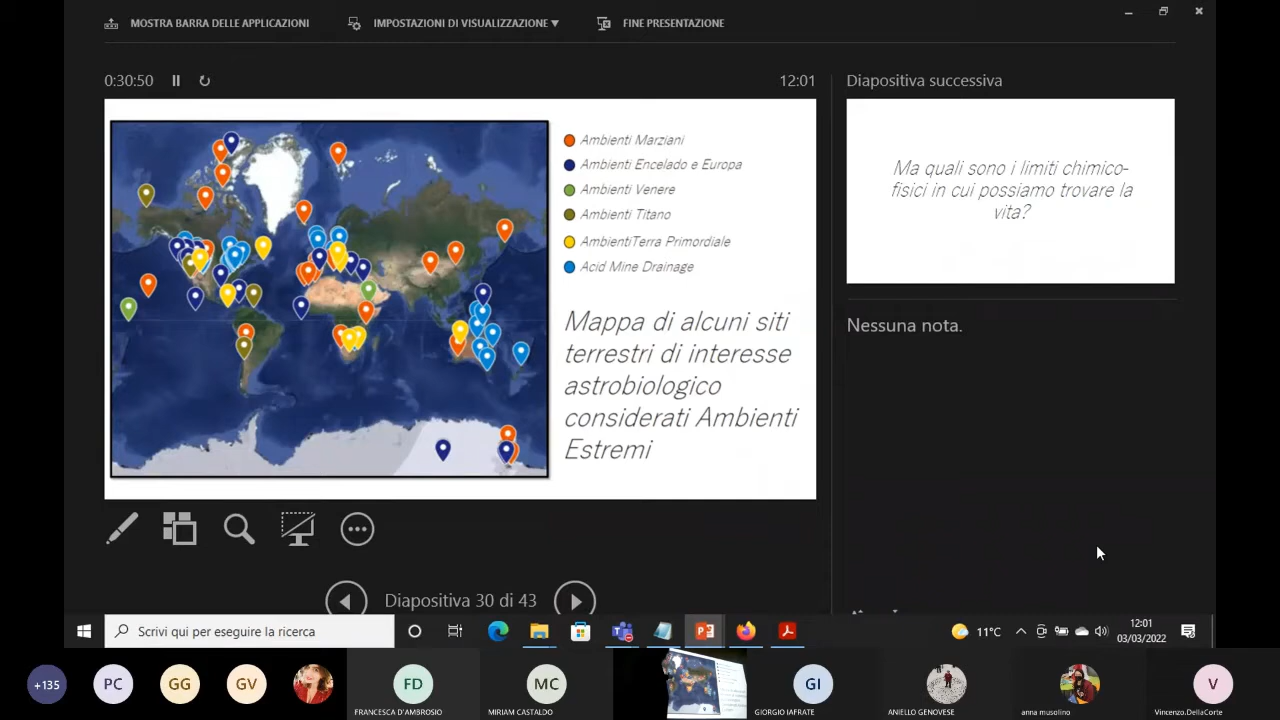 MOSTRA BARRA DELLE APPLICAZIONI
IMPOSTAZIONI DI VISUALIZZAZIONE ▼
FINE PRESENTAZIONE
0:30:50
12:01
Diapositiva successiva
Ambienti Marziani
Ambienti Encelado e Europa
Ambienti Venere
Ambienti Titano
AmbientiTerra Primordiale
Acid Mine Drainage
Mappa di alcuni siti
terrestri di interesse
astrobiologico
considerati Ambienti
Estremi
Ma quali sono i limiti chimico-
fisici in cui possiamo trovare la
vita?
Nessuna nota.
Diapositiva 30 di 43
Scrivi qui per eseguire la ricerca
11°C
12:01
03/03/2022
+135
PC
GG
GV
FD
FRANCESCA D'AMBROSIO
MC
MIRIAM CASTALDO
GI
GIORGIO IAFRATE
ANIELLO GENOVESE
anna musolino
V
Vincenzo.DellaCorte